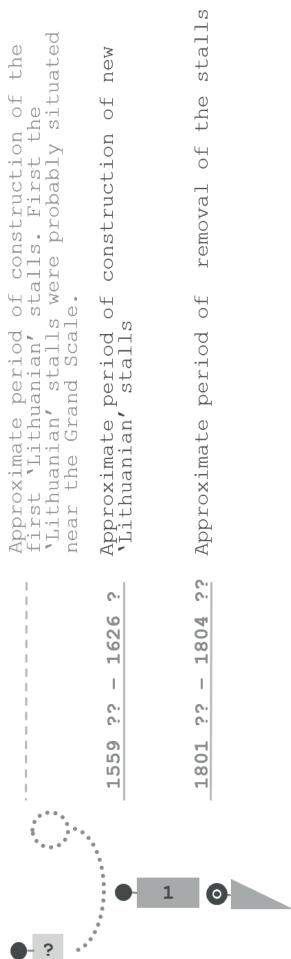 Approximate period of construction of the
first ‘Lithuanian’ stalls. First the
‘Lithuanian’ stalls were probably situated
near the Grand Scale.
?
1559 ?? – 1626 ?
Approximate period of construction of new
‘Lithuanian’ stalls
1
1801 ?? – 1804 ??
Approximate period of removal of the stalls
O